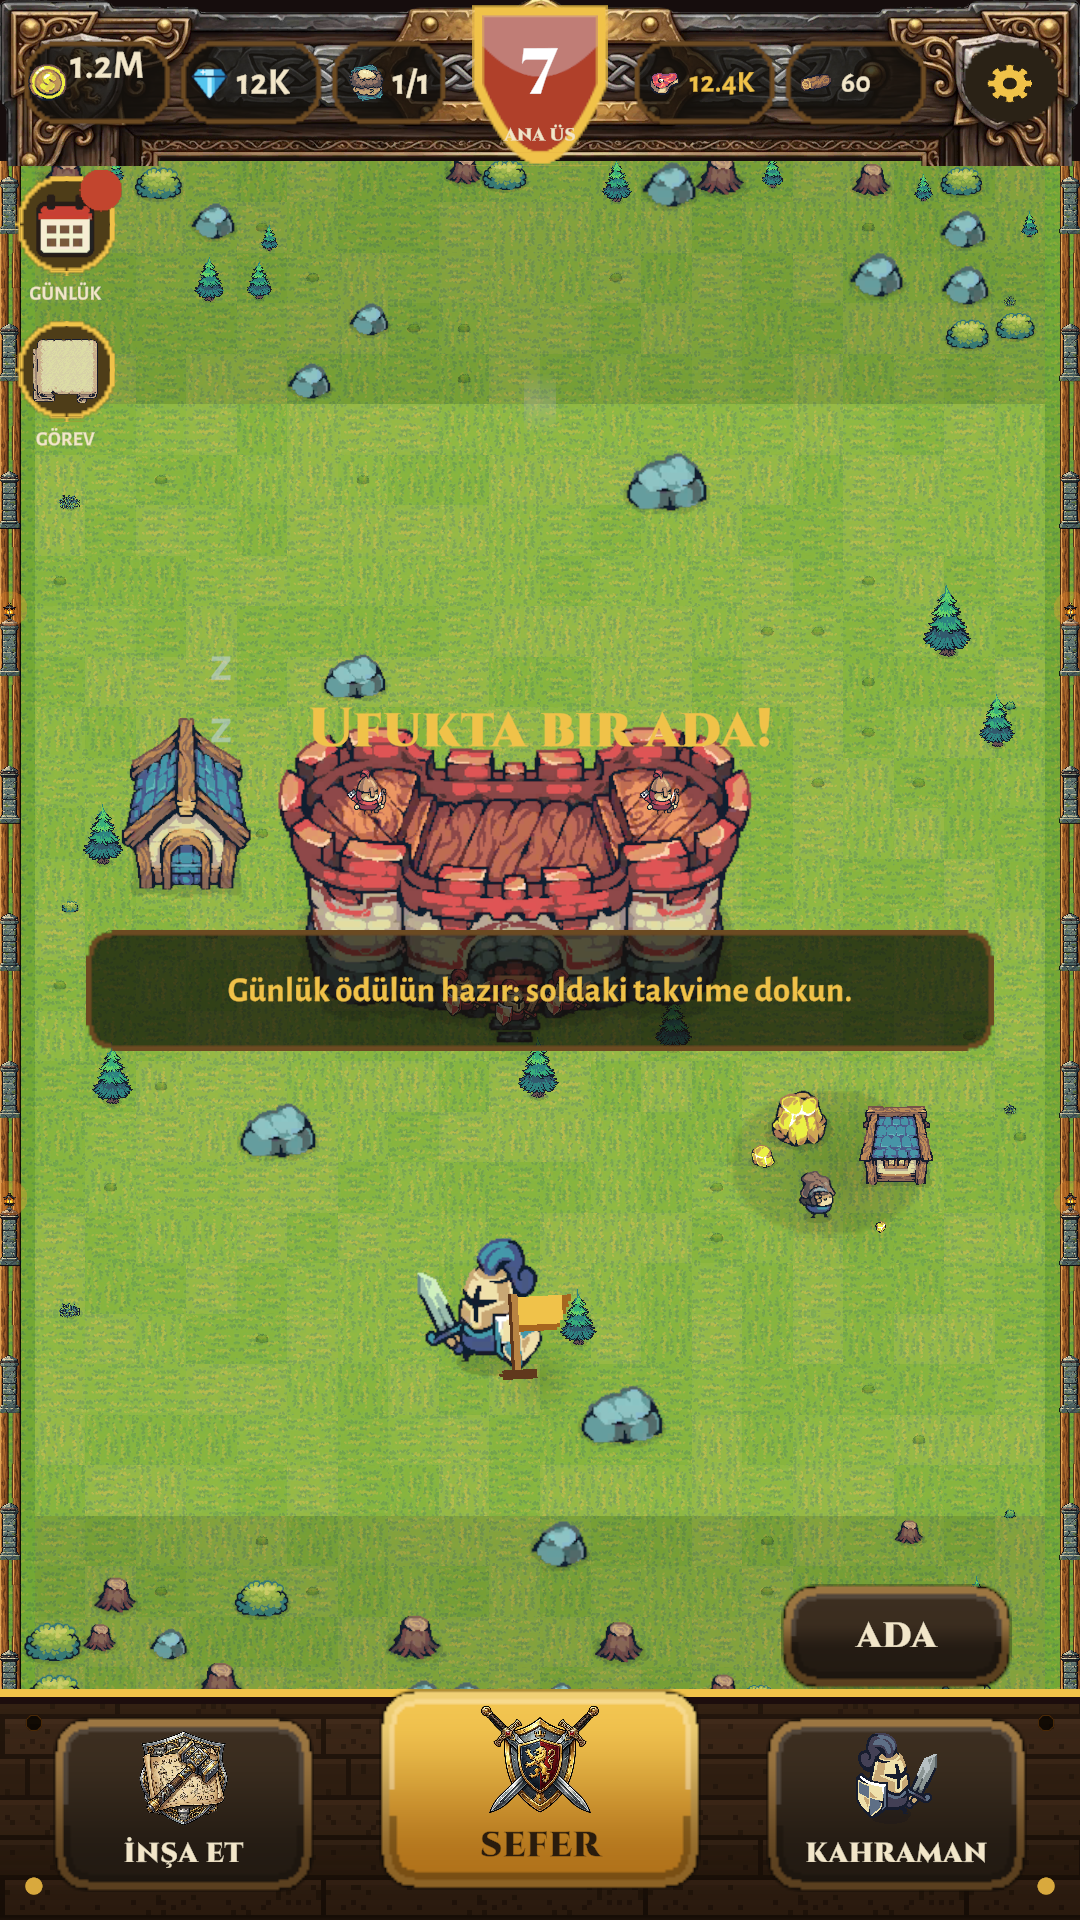 1.2M
12K
1/1
7
ANA ÜS
12.4K
60
GÜNLÜK
GÖREV
Z
Z
UFUKTA BIR ADA!
Günlük ödülün hazır: soldaki takvime dokun.
ADA
İNŞA ET
SEFER
KAHRAMAN